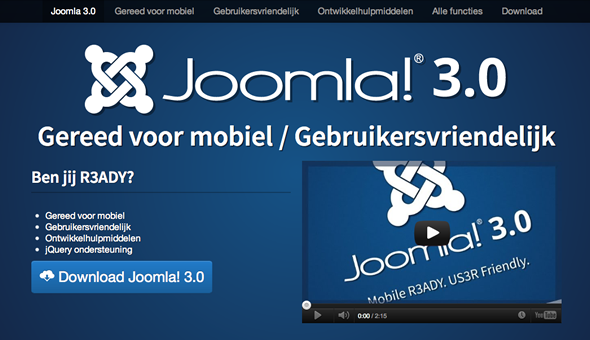 Joomla 3.0 Gereed voor mobiel Gebruikersvriendelijk Ontwikkelhulpmiddelen Alle functies Download
Joomla!® 3.0
Gereed voor mobiel / Gebruikersvriendelijk
Ben jij R3ADY?
Gereed voor mobiel
Gebruikersvriendelijk
Ontwikkelhulpmiddelen
jQuery ondersteuning
Download Joomla! 3.0
Joomla!® 3.0
Mobile R3ADY. US3R Friendly.
0:00 / 2:15
YouTube